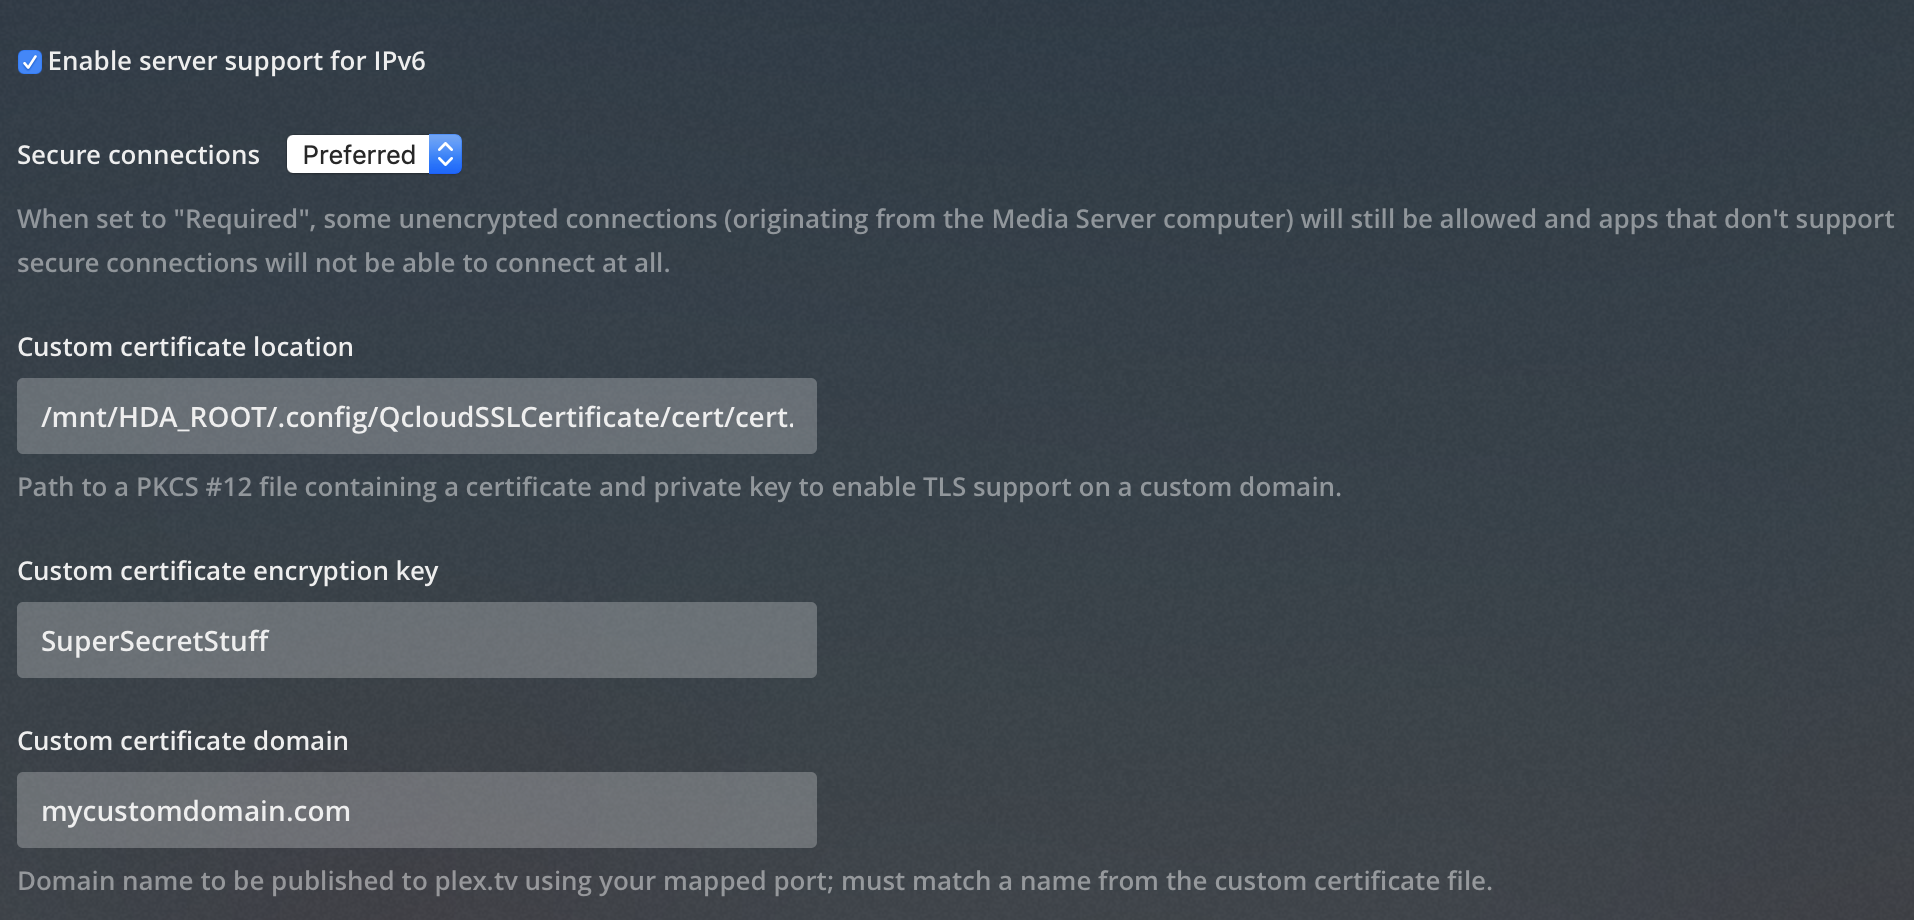 Enable server support for IPv6
Secure connections Preferred
When set to "Required", some unencrypted connections (originating from the Media Server computer) will still be allowed and apps that don't support
secure connections will not be able to connect at all.
Custom certificate location
/mnt/HDA_ROOT/.config/QcloudSSLCertificate/cert/cert.
Path to a PKCS #12 file containing a certificate and private key to enable TLS support on a custom domain.
Custom certificate encryption key
SuperSecretStuff
Custom certificate domain
mycustomdomain.com
Domain name to be published to plex.tv using your mapped port; must match a name from the custom certificate file.